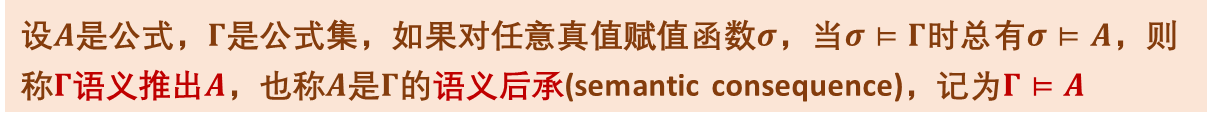 设A是公式，Γ是公式集，如果对任意真值赋值函数σ，当σ ⊨ Γ时总有σ ⊨ A，则
称Γ语义推出A，也称A是Γ的语义后承(semantic consequence)，记为Γ ⊨ A